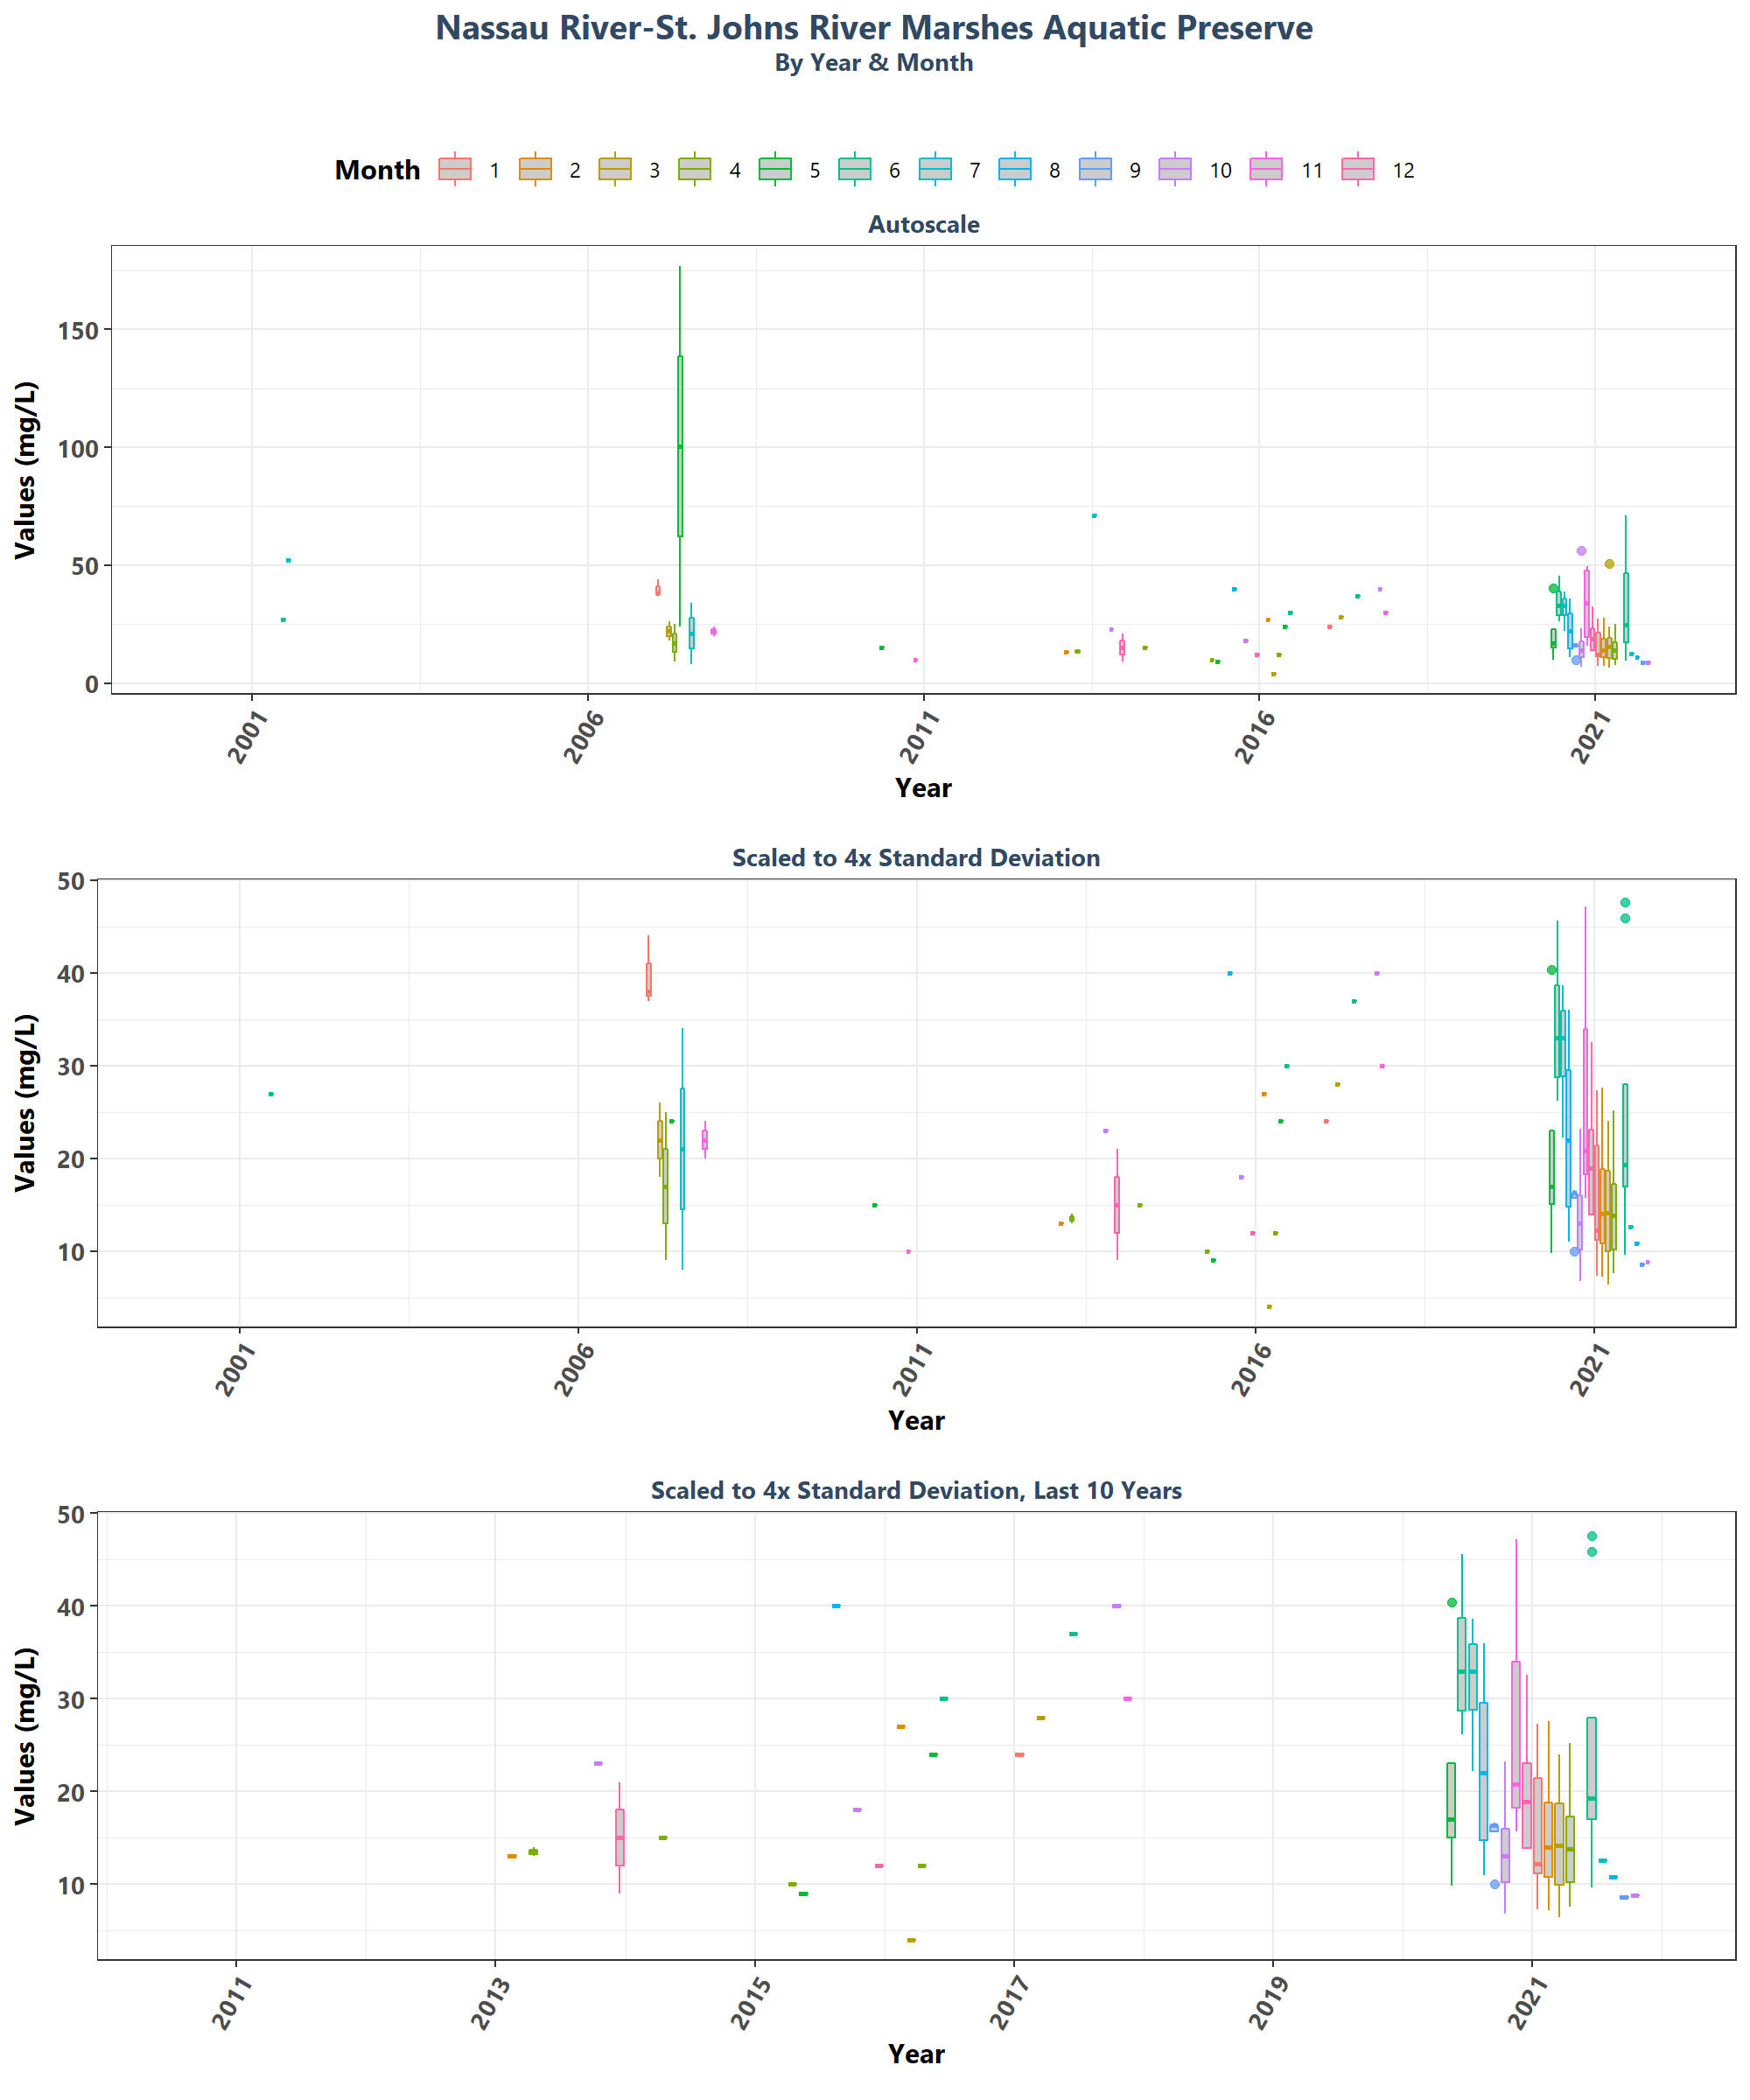 Nassau River-St. Johns River Marshes Aquatic Preserve
By Year & Month
Month 1 2 3 4 5 6 7 8 9 10 11 12
Autoscale
Values (mg/L)
150
100
50
0
2001 2006 2011 2016 2021
Year
Scaled to 4x Standard Deviation
Values (mg/L)
50
40
30
20
10
2001 2006 2011 2016 2021
Year
Scaled to 4x Standard Deviation, Last 10 Years
Values (mg/L)
50
40
30
20
10
2011 2013 2015 2017 2019 2021
Year